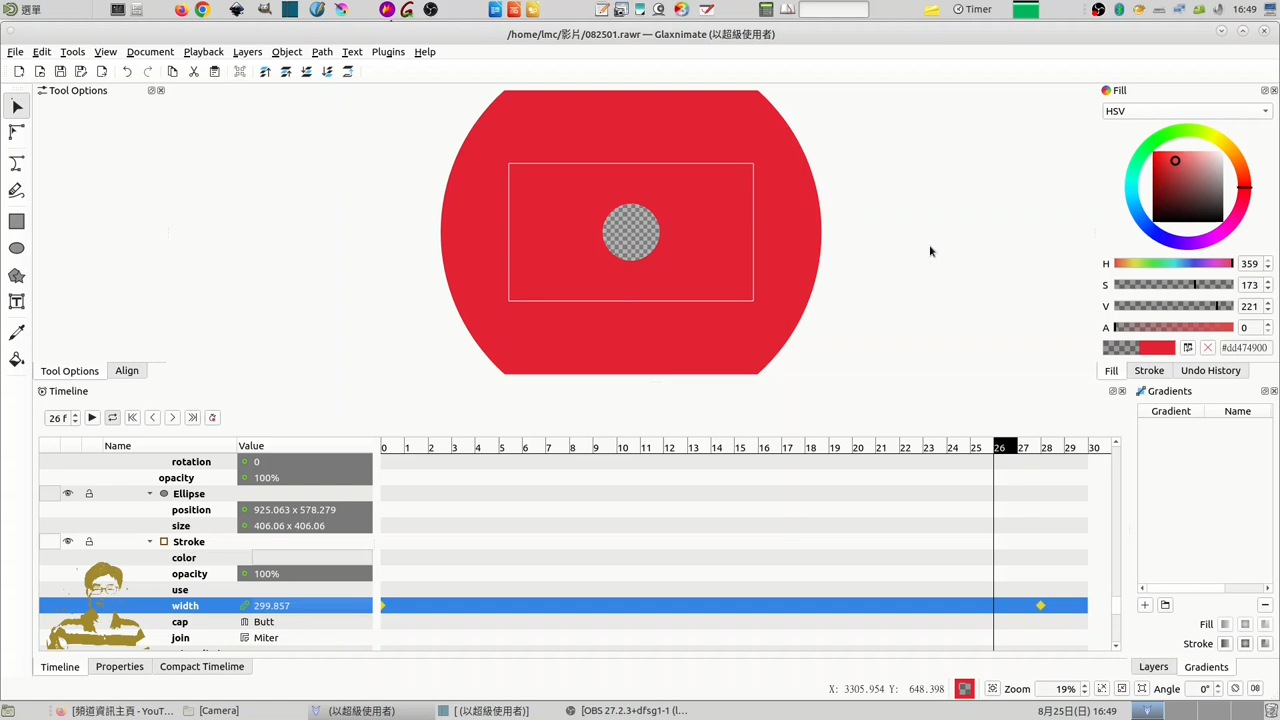 選單
Timer
16:49
/home/lmc/影片/082501.rawr — Glaxnimate (以超級使用者)
File Edit Tools View Document Playback Layers Object Path Text Plugins Help
Tool Options
Fill
HSV
H 359
S 173
V 221
A 0
#dd474900
Tool Options Align
Fill Stroke Undo History
Timeline
Gradients
26 f
Gradient Name
Name Value
0 1 2 3 4 5 6 7 8 9 10 11 12 13 14 15 16 17 18 19 20 21 22 23 24 25 26 27 28 29 30
rotation 0
opacity 100%
Ellipse
position 925.063 x 578.279
size 406.06 x 406.06
Stroke
color
opacity 100%
use
width 299.857
cap Butt
join Miter
Fill
Stroke
Timeline Properties Compact Timeline
Layers Gradients
X: 3305.954 Y: 648.398
Zoom 19%
Angle 0°
[頻道資訊主頁 - YouT...
[Camera]
(以超級使用者)
[ (以超級使用者)]
[OBS 27.2.3+dfsg1-1 (l...
8月25日(日) 16:49